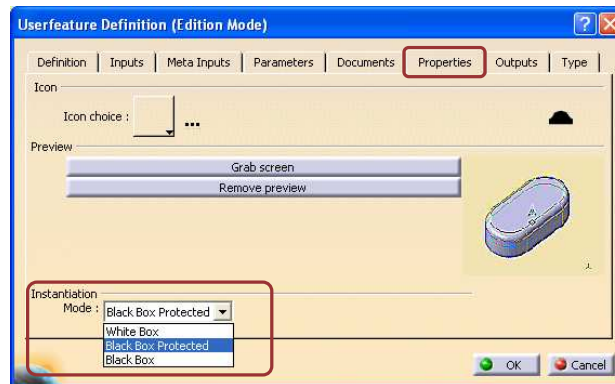 Userfeature Definition (Edition Mode)
Definition Inputs Meta Inputs Parameters Documents Properties Outputs Type
Icon
Icon choice : ...
Preview
Grab screen
Remove preview
Instantiation
Mode : Black Box Protected
White Box
Black Box Protected
Black Box
OK Cancel